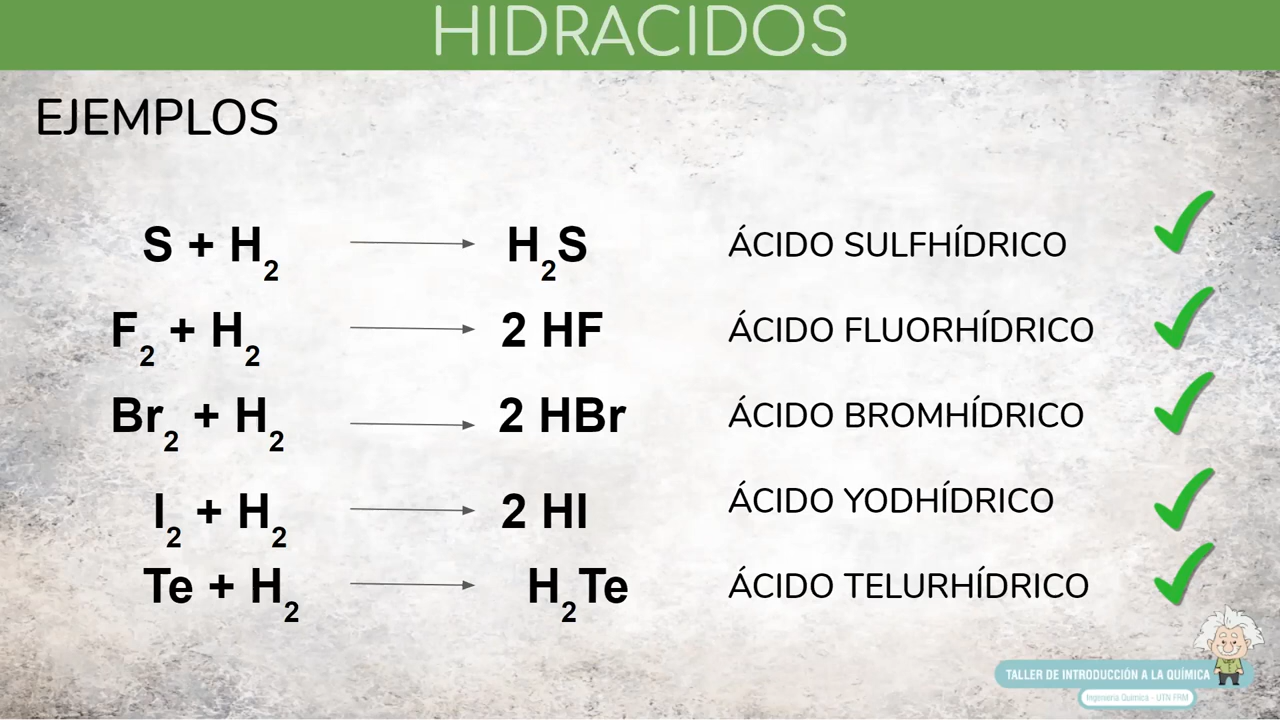 HIDRACIDOS
EJEMPLOS
S + H₂ → H₂S ÁCIDO SULFHÍDRICO
F₂ + H₂ → 2 HF ÁCIDO FLUORHÍDRICO
Br₂ + H₂ → 2 HBr ÁCIDO BROMHÍDRICO
I₂ + H₂ → 2 HI ÁCIDO YODHÍDRICO
Te + H₂ → H₂Te ÁCIDO TELURHÍDRICO
TALLER DE INTRODUCCIÓN A LA QUÍMICA
Ingeniería Química - UTN FRM